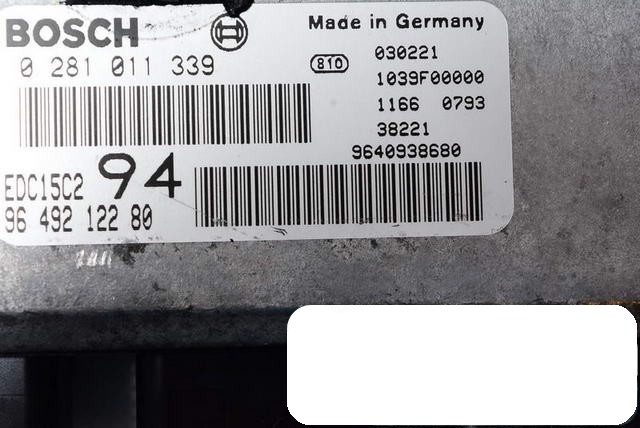 BOSCH
Made in Germany
0 281 011 339
810
030221
1039F00000
1166 0793
38221
9640938680
EDC15C2 94
96 492 122 80